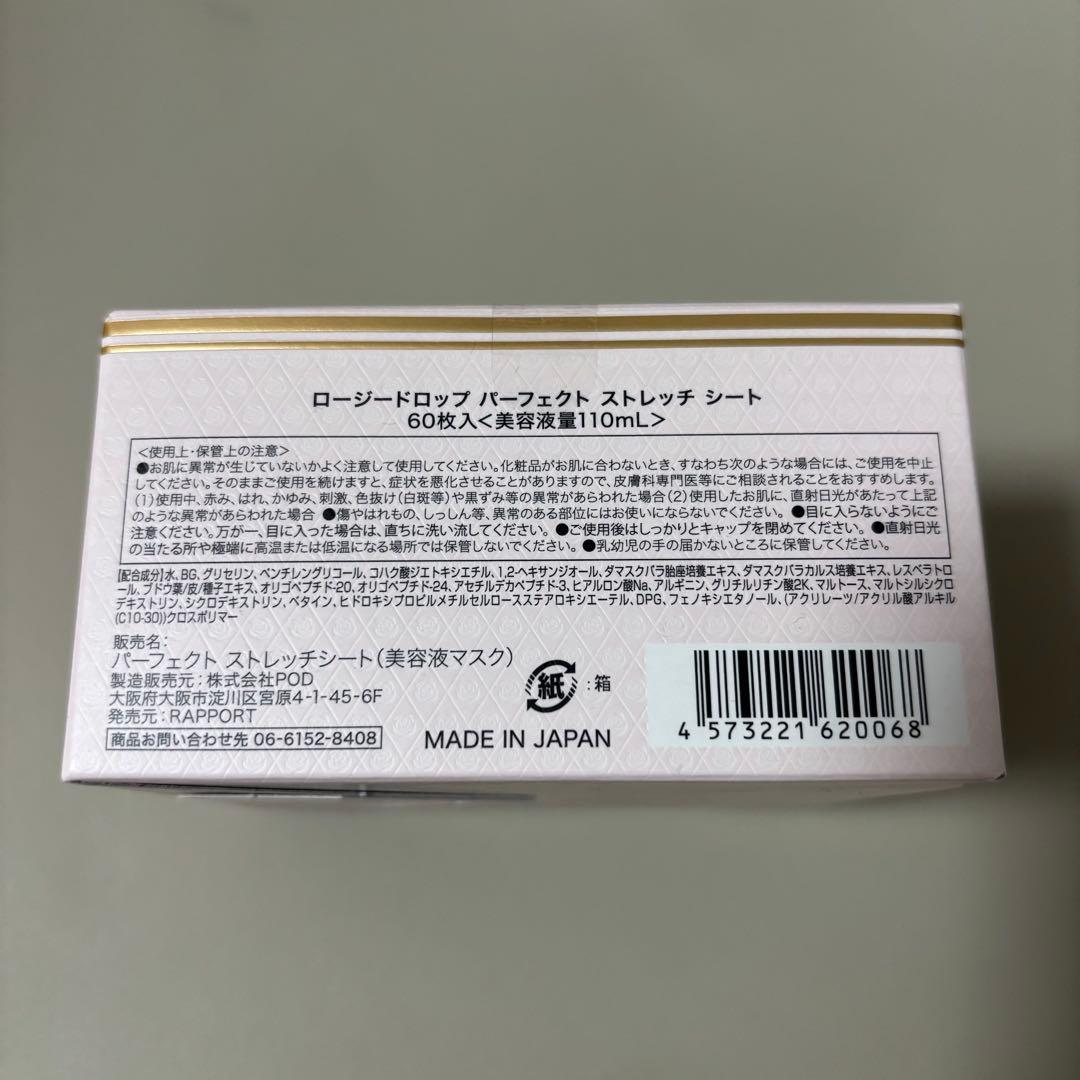 ロージードロップ パーフェクト ストレッチ シート
60枚入<美容液量110mL>
<使用上・保管上の注意>
●お肌に異常が生じていないかよく注意して使用してください。化粧品がお肌に合わないとき、すなわち次のような場合には、ご使用を中止
してください。そのままご使用を続けますと、症状を悪化させることがありますので、皮膚科専門医等にご相談されることをおすすめします。
(1)使用中、赤み、はれ、かゆみ、刺激、色抜け(白斑等)や黒ずみ等の異常があらわれた場合(2)使用したお肌に、直射日光があたって上記
のような異常があらわれた場合 ●傷やはれもの、しっしん等、異常のある部位にはお使いにならないでください。 ●目に入らないようにご
注意ください。万が一、目に入った場合は、直ちに洗い流してください。 ●ご使用後はしっかりとキャップを閉めてください。 ●直射日光
の当たる所や極端に高温または低温になる場所では保管しないでください。 ●乳幼児の手の届かないところに保管してください。
【配合成分】水、BG、グリセリン、ペンチレングリコール、コハク酸ジエトキシエチル、1,2-ヘキサンジオール、ダマスクバラ胎座培養エキス、ダマスクバラカルス培養エキス、レスベラトロ
ール、ブドウ葉/皮/種子エキス、オリゴペプチド-20、オリゴペプチド-24、アセチルデカペプチド-3、ヒアルロン酸Na、アルギニン、グリチルリチン酸2K、マルトース、マルトシルシクロ
デキストリン、シクロデキストリン、ベタイン、ヒドロキシプロピルメチルセルロースステアロキシエーテル、DPG、フェノキシエタノール、(アクリレーツ/アクリル酸アルキル
(C10-30))クロスポリマー
販売名:
パーフェクト ストレッチシート(美容液マスク)
製造販売元:株式会社POD
大阪府大阪市淀川区宮原4-1-45-6F
発売元:RAPPORT
商品お問い合わせ先 06-6152-8408
紙:箱
MADE IN JAPAN
4 573221 620068